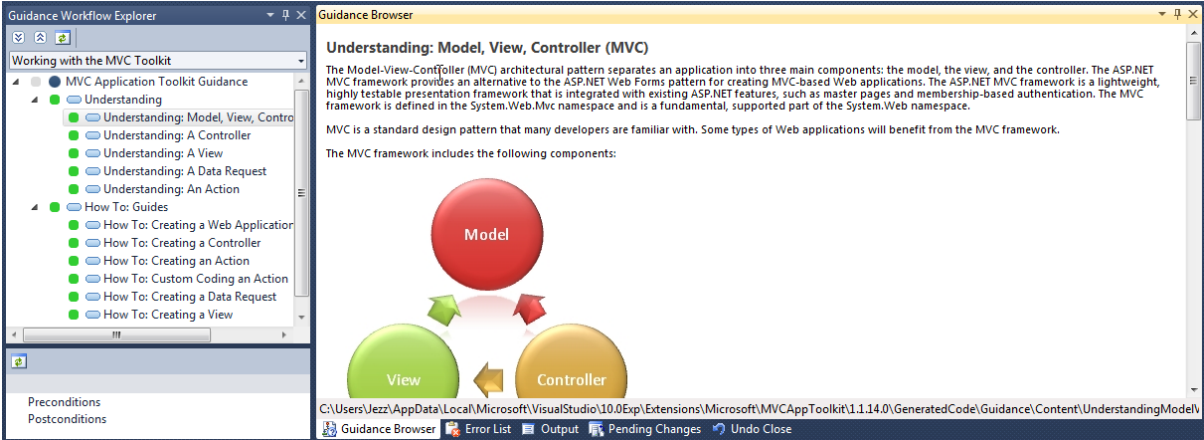 Guidance Workflow Explorer
Working with the MVC Toolkit
MVC Application Toolkit Guidance
Understanding
Understanding: Model, View, Contro
Understanding: A Controller
Understanding: A View
Understanding: A Data Request
Understanding: An Action
How To: Guides
How To: Creating a Web Application
How To: Creating a Controller
How To: Creating an Action
How To: Custom Coding an Action
How To: Creating a Data Request
How To: Creating a View
Preconditions
Postconditions
Guidance Browser
Understanding: Model, View, Controller (MVC)
The Model-View-Controller (MVC) architectural pattern separates an application into three main components: the model, the view, and the controller. The ASP.NET
MVC framework provides an alternative to the ASP.NET Web Forms pattern for creating MVC-based Web applications. The ASP.NET MVC framework is a lightweight,
highly testable presentation framework that is integrated with existing ASP.NET features, such as master pages and membership-based authentication. The MVC
framework is defined in the System.Web.Mvc namespace and is a fundamental, supported part of the System.Web namespace.
MVC is a standard design pattern that many developers are familiar with. Some types of Web applications will benefit from the MVC framework.
The MVC framework includes the following components:
Model
View
Controller
C:\Users\Jezz\AppData\Local\Microsoft\VisualStudio\10.0Exp\Extensions\Microsoft\MVCAppToolkit\1.1.14.0\GeneratedCode\Guidance\Content\UnderstandingModelV
Guidance Browser Error List Output Pending Changes Undo Close